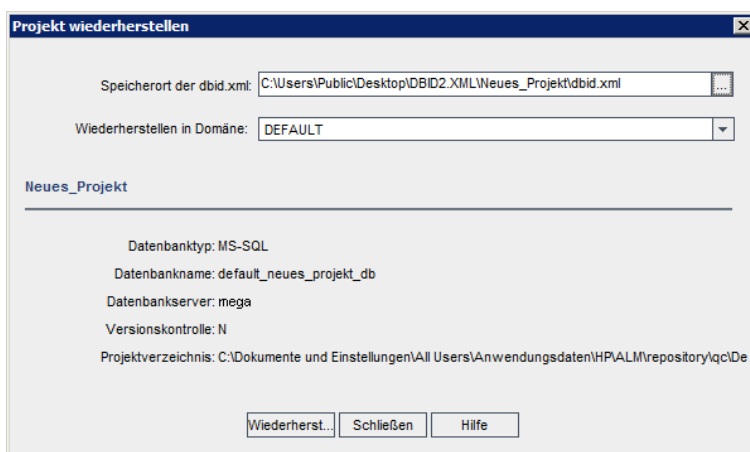 Projekt wiederherstellen
Speicherort der dbid.xml: C:\Users\Public\Desktop\DBID2.XML\Neues_Projekt\dbid.xml ...
Wiederherstellen in Domäne: DEFAULT
Neues_Projekt
Datenbanktyp: MS-SQL
Datenbankname: default_neues_projekt_db
Datenbankserver: mega
Versionskontrolle: N
Projektverzeichnis: C:\Dokumente und Einstellungen\All Users\Anwendungsdaten\HP\ALM\repository\qc\De
Wiederherst... Schließen Hilfe